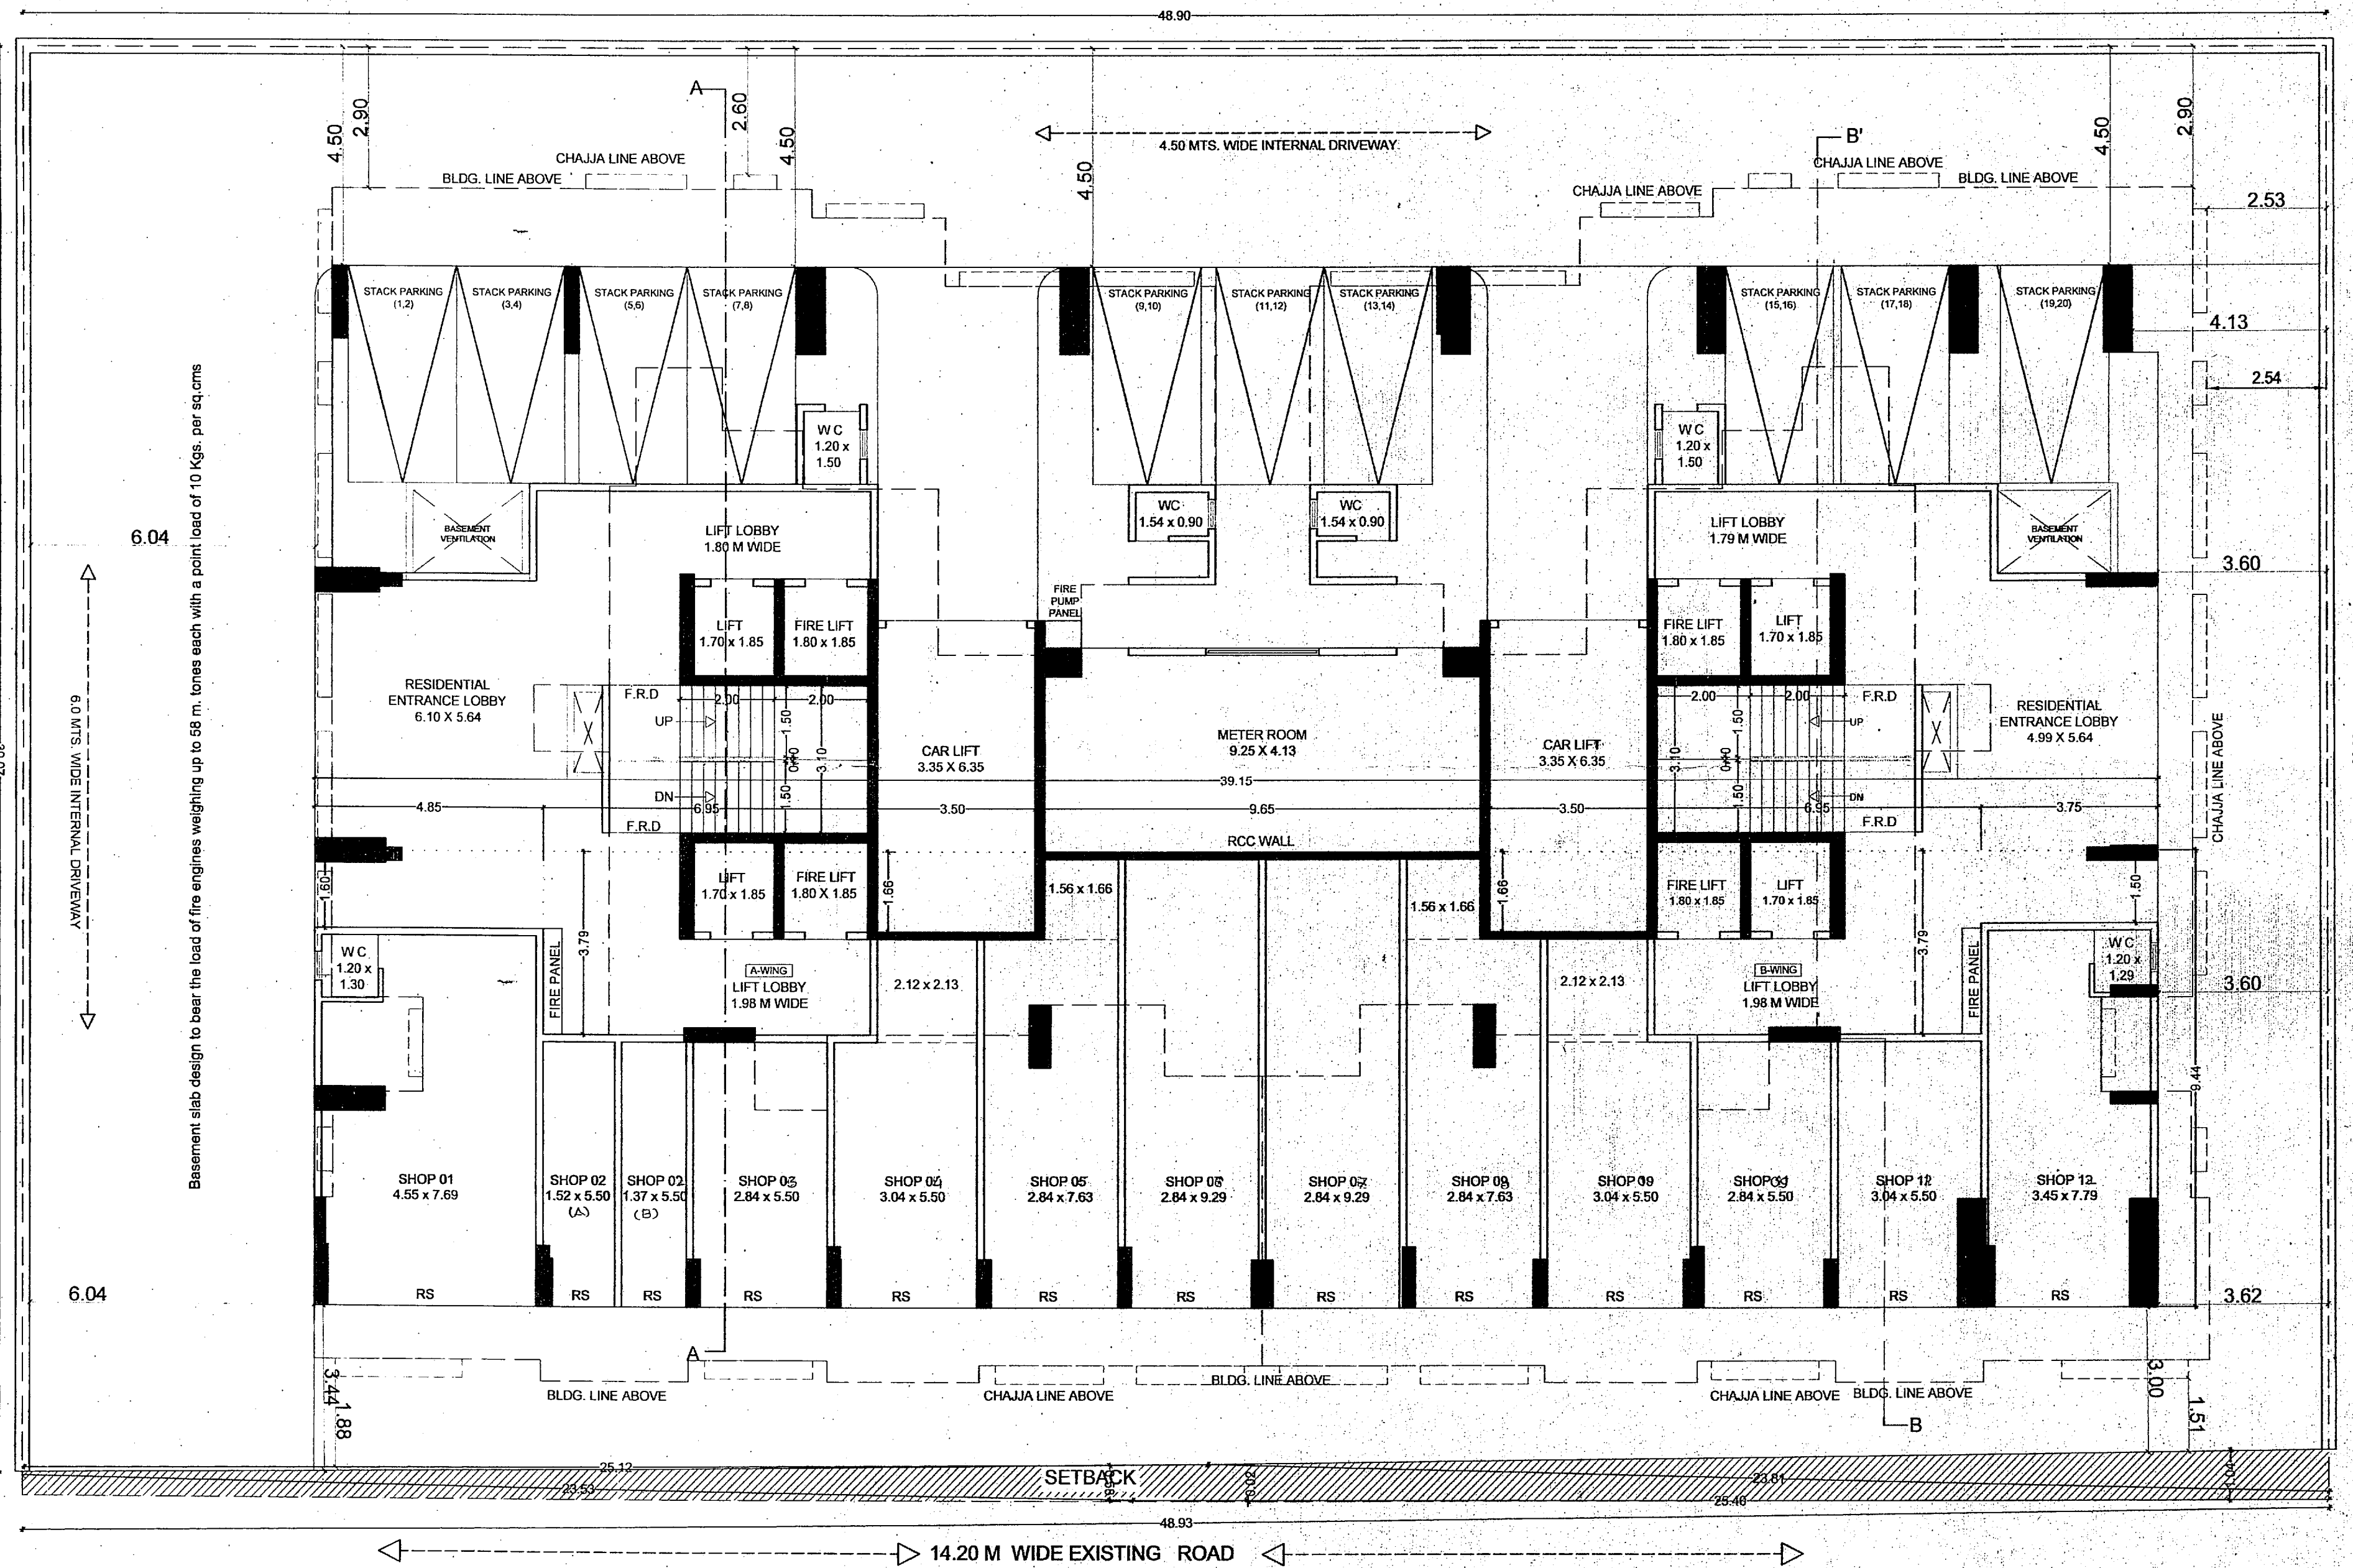 48.90
4.50
2.90
A
2.60
4.50
4.50
4.50 MTS. WIDE INTERNAL DRIVEWAY
B'
4.50
2.90
CHAJJA LINE ABOVE
BLDG. LINE ABOVE
CHAJJA LINE ABOVE
CHAJJA LINE ABOVE
BLDG. LINE ABOVE
2.53
STACK PARKING
(1,2)
STACK PARKING
(3,4)
STACK PARKING
(5,6)
STACK PARKING
(7,8)
STACK PARKING
(9,10)
STACK PARKING
(11,12)
STACK PARKING
(13,14)
STACK PARKING
(15,16)
STACK PARKING
(17,18)
STACK PARKING
(19,20)
4.13
2.54
W C
1.20 x
1.50
W C
1.20 x
1.50
Basement slab design to bear the load of fire engines weighing up to 58 m. tones each with a point load of 10 Kgs. per sq.cms
6.04
6.0 MTS. WIDE INTERNAL DRIVEWAY
BASEMENT
VENTILATION
LIFT LOBBY
1.80 M WIDE
WC
1.54 x 0.90
WC
1.54 x 0.90
LIFT LOBBY
1.79 M WIDE
BASEMENT
VENTILATION
3.60
FIRE
PUMP
PANEL
LIFT
1.70 x 1.85
FIRE LIFT
1.80 x 1.85
FIRE LIFT
1.80 x 1.85
LIFT
1.70 x 1.85
RESIDENTIAL
ENTRANCE LOBBY
6.10 X 5.64
F.R.D
2.00
2.00
UP
1.50
0.10
3.10
DN
1.50
F.R.D
CAR LIFT
3.35 X 6.35
METER ROOM
9.25 X 4.13
39.15
CAR LIFT
3.35 X 6.35
2.00
2.00
F.R.D
1.50
UP
3.10
0.10
1.50
DN
F.R.D
RESIDENTIAL
ENTRANCE LOBBY
4.99 X 5.64
CHAJJA LINE ABOVE
4.85
6.95
3.50
9.65
3.50
6.95
3.75
RCC WALL
1.60
LIFT
1.70 x 1.85
FIRE LIFT
1.80 X 1.85
1.66
1.56 x 1.66
1.56 x 1.66
1.66
FIRE LIFT
1.80 x 1.85
LIFT
1.70 x 1.85
1.50
W C
1.20 x
1.30
FIRE PANEL
3.79
A-WING
LIFT LOBBY
1.98 M WIDE
2.12 x 2.13
2.12 x 2.13
B-WING
LIFT LOBBY
1.98 M WIDE
3.79
FIRE PANEL
W C
1.20 x
1.29
3.60
9.44
SHOP 01
4.55 x 7.69
SHOP 02
1.52 x 5.50
(A)
SHOP 02
1.37 x 5.50
(B)
SHOP 03
2.84 x 5.50
SHOP 04
3.04 x 5.50
SHOP 05
2.84 x 7.63
SHOP 06
2.84 x 9.29
SHOP 07
2.84 x 9.29
SHOP 08
2.84 x 7.63
SHOP 09
3.04 x 5.50
SHOP
2.84 x 5.50
SHOP 11
3.04 x 5.50
SHOP 12
3.45 x 7.79
6.04
RS
RS
RS
RS
RS
RS
RS
RS
RS
RS
RS
RS
RS
3.62
A
3.44
1.88
BLDG. LINE ABOVE
CHAJJA LINE ABOVE
BLDG. LINE ABOVE
CHAJJA LINE ABOVE
BLDG. LINE ABOVE
B
3.00
1.51
25.12
SETBACK
23.81
1.04
23.53
0.02
25.40
48.93
14.20 M WIDE EXISTING ROAD